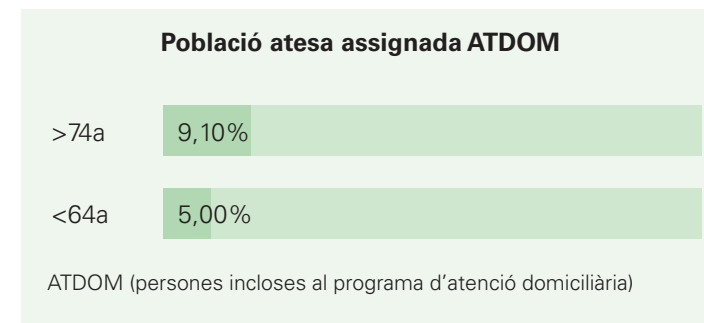 Població atesa assignada ATDOM
>74a 9,10%
<64a 5,00%
ATDOM (persones incloses al programa d’atenció domiciliària)